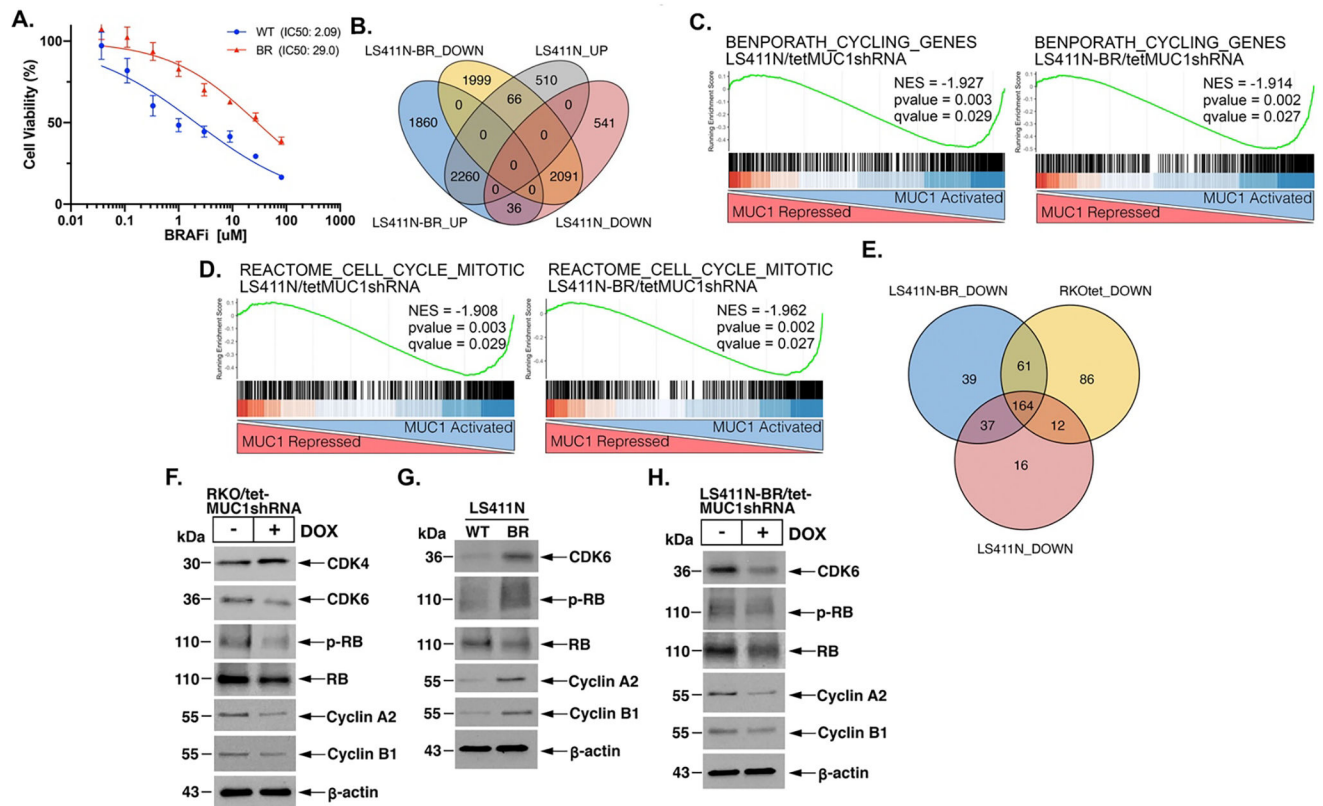 A.
WT (IC50: 2.09)
BR (IC50: 29.0)
100
50
0
Cell Viability (%)
0.01 0.1 1 10 100 1000
BRAFi [uM]
B.
LS411N-BR_DOWN
LS411N_UP
1999
510
0
66
0
1860
541
0
0
2260
0
2091
0
0
36
LS411N-BR_UP
LS411N_DOWN
C.
BENPORATH_CYCLING_GENES
LS411N/tetMUC1shRNA
NES = -1.927
pvalue = 0.003
qvalue = 0.029
Running Enrichment Score
0.1
0
-0.1
-0.2
-0.3
-0.4
MUC1 Activated
MUC1 Repressed
BENPORATH_CYCLING_GENES
LS411N-BR/tetMUC1shRNA
NES = -1.914
pvalue = 0.002
qvalue = 0.027
Running Enrichment Score
MUC1 Activated
MUC1 Repressed
D.
REACTOME_CELL_CYCLE_MITOTIC
LS411N/tetMUC1shRNA
NES = -1.908
pvalue = 0.003
qvalue = 0.029
Running Enrichment Score
MUC1 Activated
MUC1 Repressed
REACTOME_CELL_CYCLE_MITOTIC
LS411N-BR/tetMUC1shRNA
NES = -1.962
pvalue = 0.002
qvalue = 0.027
Running Enrichment Score
MUC1 Activated
MUC1 Repressed
E.
LS411N-BR_DOWN
RKOtet_DOWN
39
61
86
164
37
12
16
LS411N_DOWN
F.
RKO/tet-
MUC1shRNA
kDa
- + DOX
30 CDK4
36 CDK6
110 p-RB
110 RB
55 Cyclin A2
55 Cyclin B1
43 β-actin
G.
LS411N
kDa WT BR
36 CDK6
110 p-RB
110 RB
55 Cyclin A2
55 Cyclin B1
43 β-actin
H.
LS411N-BR/tet-
MUC1shRNA
kDa
- + DOX
36 CDK6
110 p-RB
110 RB
55 Cyclin A2
55 Cyclin B1
43 β-actin